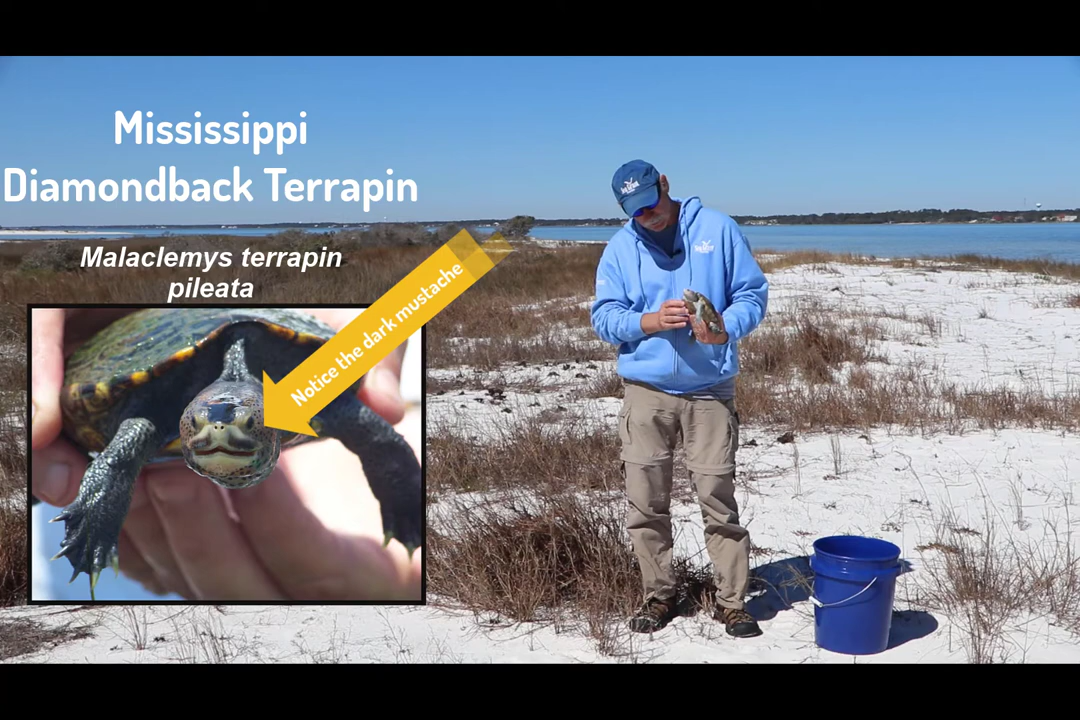 Mississippi
Diamondback Terrapin
Malaclemys terrapin
pileata
Notice the dark mustache